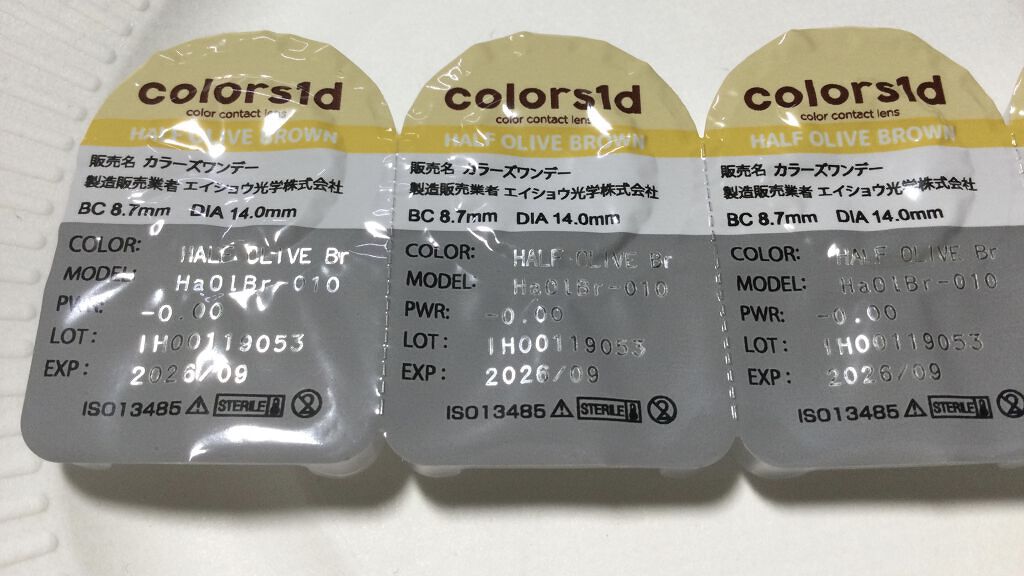 colors1d
color contact lens
HALF OLIVE BROWN
販売名 カラーズワンデー
製造販売業者 エイショウ光学株式会社
BC 8.7mm DIA 14.0mm
COLOR: HALF OLIVE Br
MODEL: HaOlBr-010
PWR: -0.00
LOT: IH00119053
EXP: 2026/09
ISO13485 STERILE
colors1d
color contact lens
HALF OLIVE BROWN
販売名 カラーズワンデー
製造販売業者 エイショウ光学株式会社
BC 8.7mm DIA 14.0mm
COLOR: HALF OLIVE Br
MODEL: HaOlBr-010
PWR: -0.00
LOT: IH00119053
EXP: 2026/09
ISO13485 STERILE
colors1d
color contact lens
HALF OLIVE BROWN
販売名 カラーズワンデー
製造販売業者 エイショウ光学株式会社
BC 8.7mm DIA 14.0mm
COLOR: HALF OLIVE Br
MODEL: HaOlBr-010
PWR: -0.00
LOT: IH00119053
EXP: 2026/09
ISO13485 STERILE